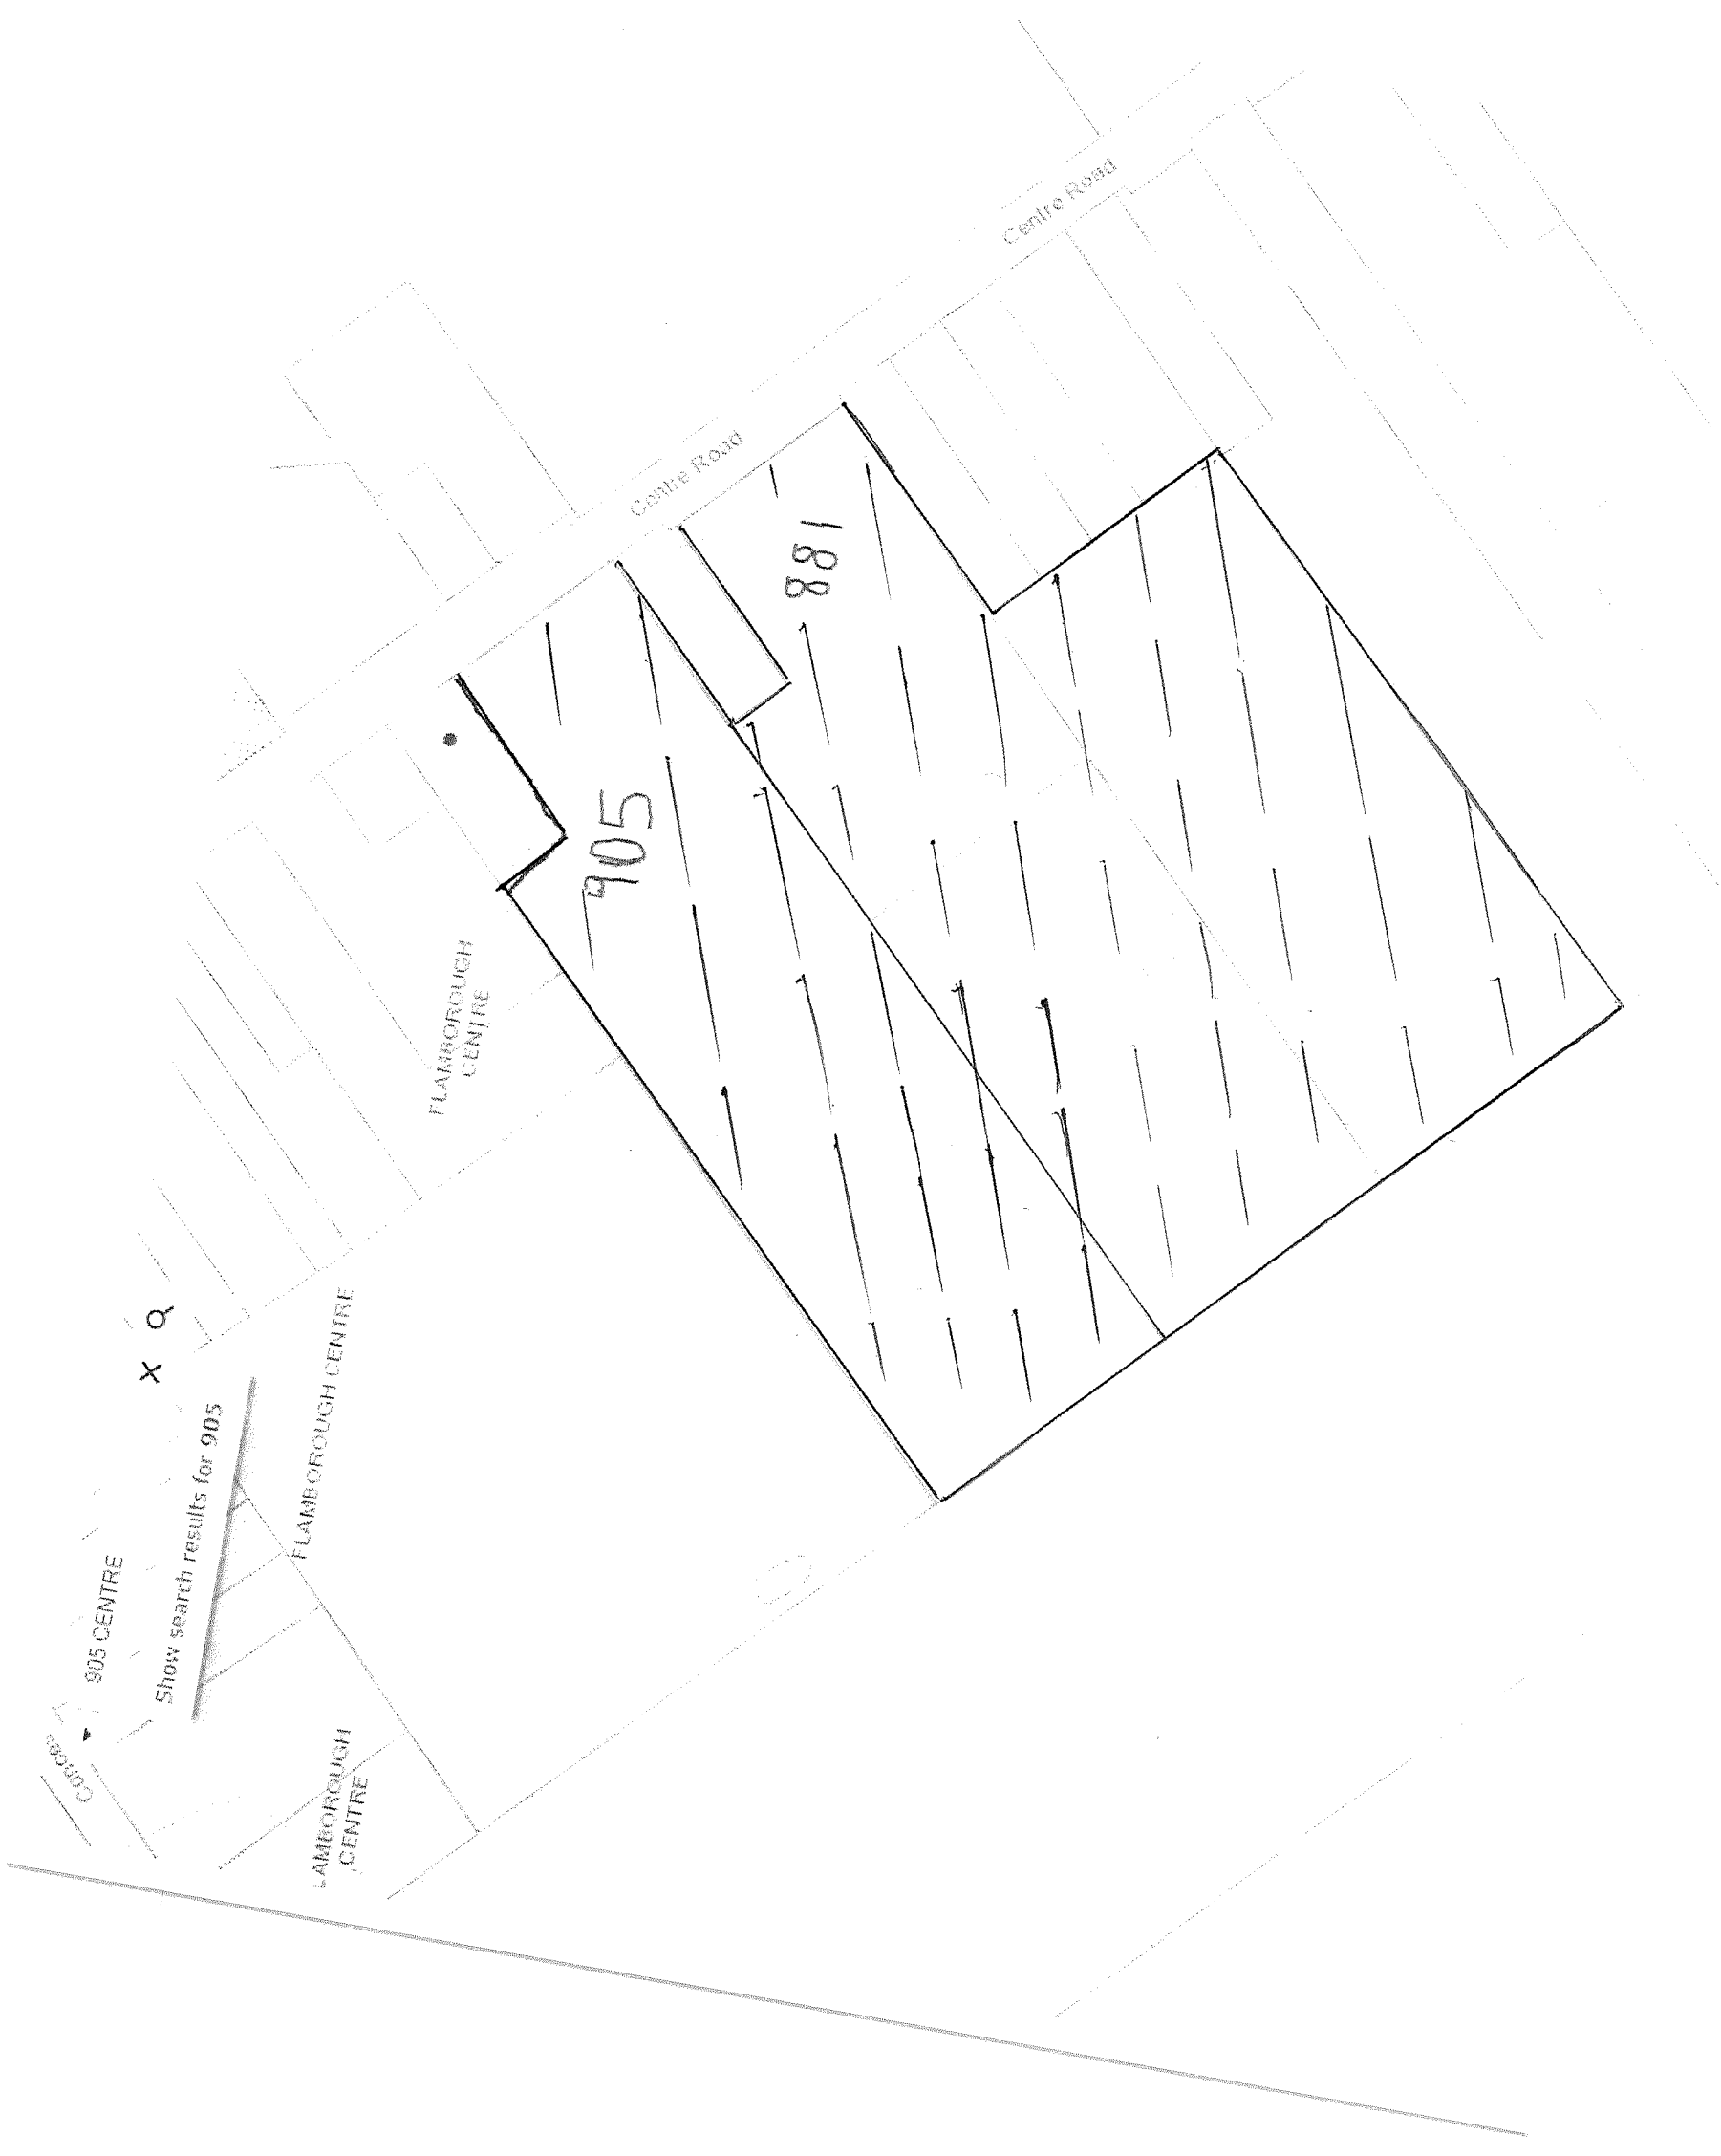 Centre Road
Centre Road
881
905
FLAMBOROUGH
CENTRE
FLAMBOROUGH CENTRE
Show search results for 905
905 CENTRE
LAMBOROUGH
CENTRE